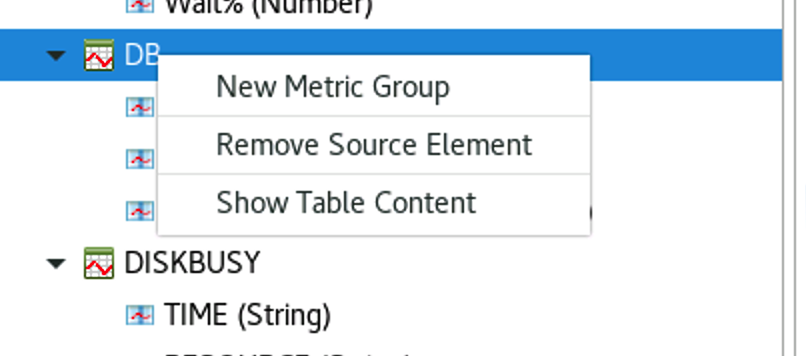 Wait% (Number)
DB
New Metric Group
Remove Source Element
Show Table Content
DISKBUSY
TIME (String)